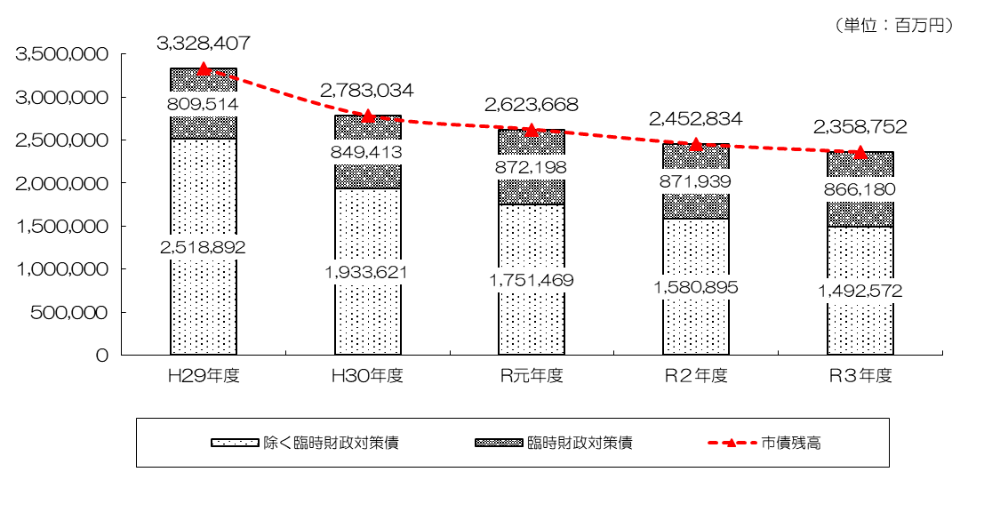 （単位：百万円）
3,500,000
3,000,000
2,500,000
2,000,000
1,500,000
1,000,000
500,000
0
3,328,407
2,783,034
2,623,668
2,452,834
2,358,752
809,514
849,413
872,198
871,939
866,180
2,518,892
1,933,621
1,751,469
1,580,895
1,492,572
H29年度
H30年度
R元年度
R２年度
R３年度
除く臨時財政対策債
臨時財政対策債
市債残高